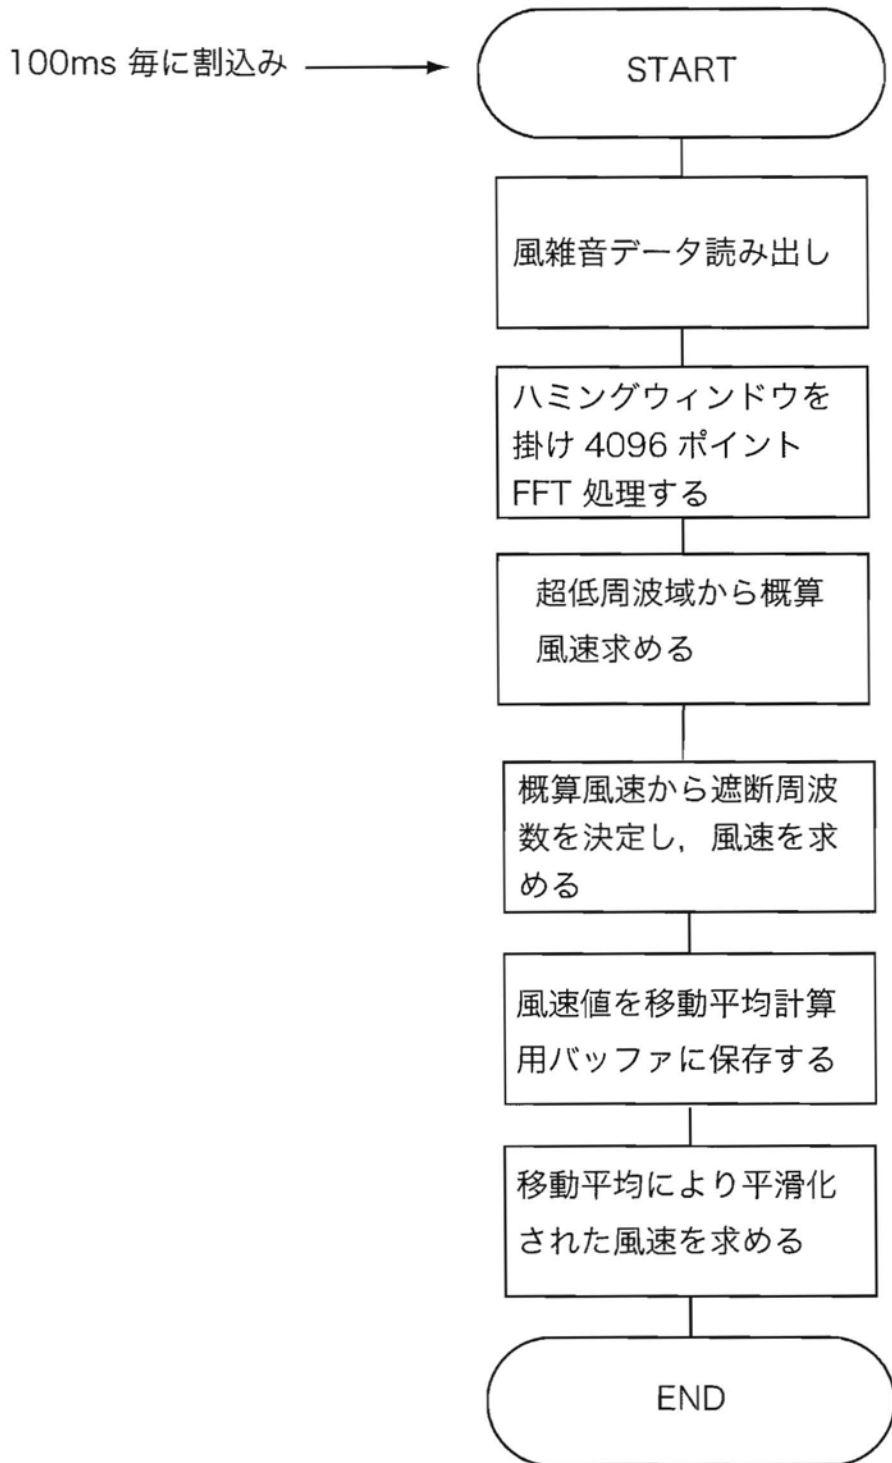 100ms 毎に割込み
START
風雑音データ読み出し
ハミングウィンドウを
掛け 4096 ポイント
FFT 処理する
超低周波域から概算
風速求める
概算風速から遮断周波
数を決定し，風速を求
める
風速値を移動平均計算
用バッファに保存する
移動平均により平滑化
された風速を求める
END